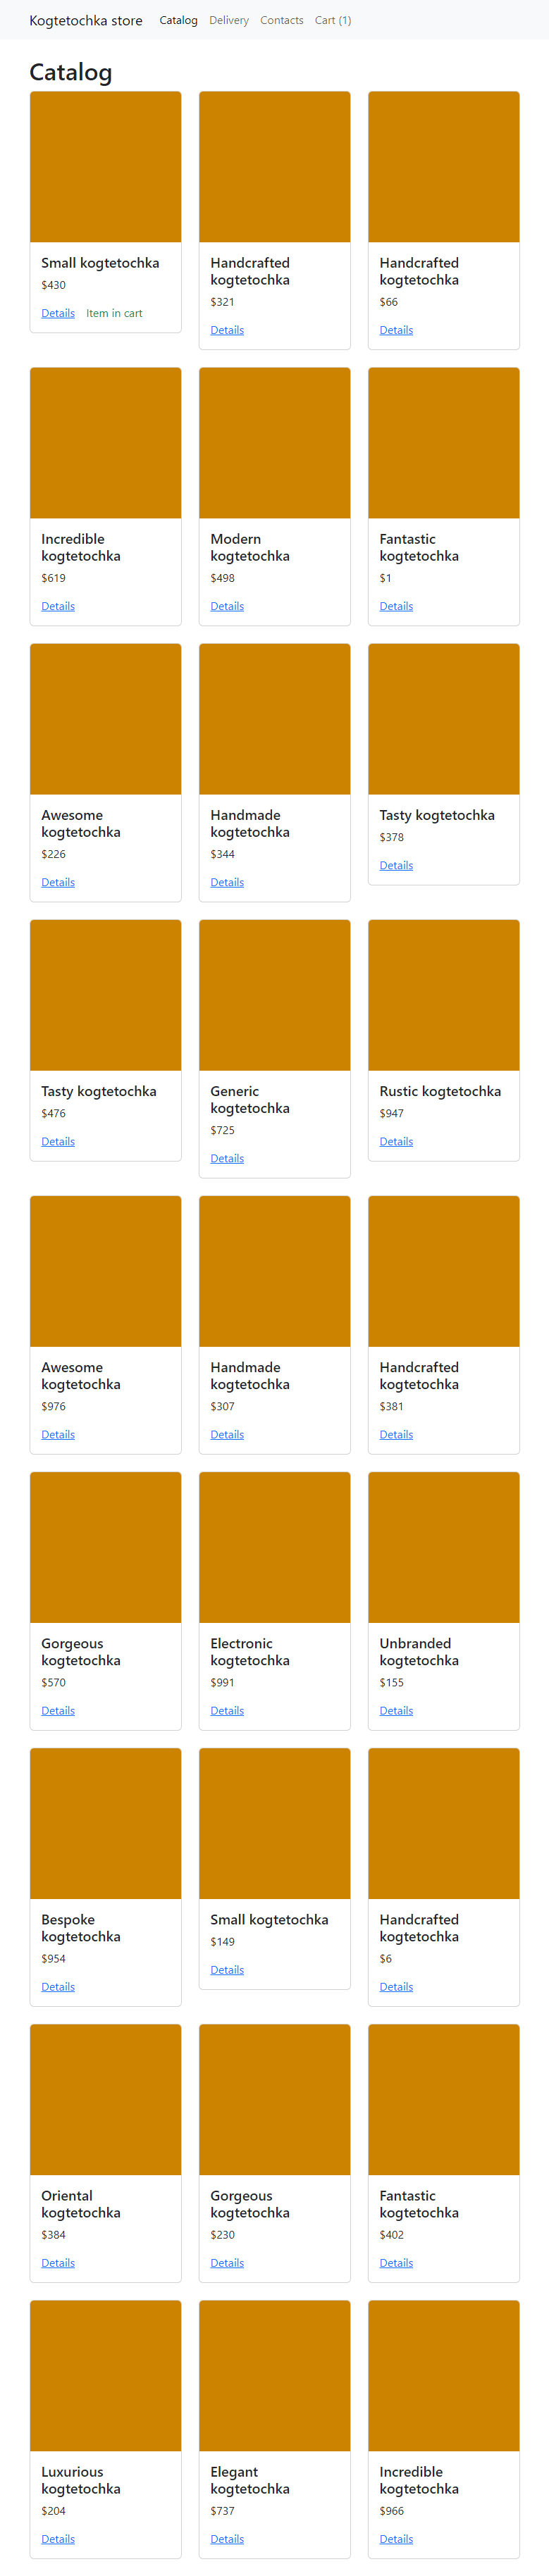 Kogtetochka store Catalog Delivery Contacts Cart (1)
Catalog
Small kogtetochka
$430
Details Item in cart
Handcrafted
kogtetochka
$321
Details
Handcrafted
kogtetochka
$66
Details
Incredible
kogtetochka
$619
Details
Modern
kogtetochka
$498
Details
Fantastic
kogtetochka
$1
Details
Awesome
kogtetochka
$226
Details
Handmade
kogtetochka
$344
Details
Tasty kogtetochka
$378
Details
Tasty kogtetochka
$476
Details
Generic
kogtetochka
$725
Details
Rustic kogtetochka
$947
Details
Awesome
kogtetochka
$976
Details
Handmade
kogtetochka
$307
Details
Handcrafted
kogtetochka
$381
Details
Gorgeous
kogtetochka
$570
Details
Electronic
kogtetochka
$991
Details
Unbranded
kogtetochka
$155
Details
Bespoke
kogtetochka
$954
Details
Small kogtetochka
$149
Details
Handcrafted
kogtetochka
$6
Details
Oriental
kogtetochka
$384
Details
Gorgeous
kogtetochka
$230
Details
Fantastic
kogtetochka
$402
Details
Luxurious
kogtetochka
$204
Details
Elegant
kogtetochka
$737
Details
Incredible
kogtetochka
$966
Details